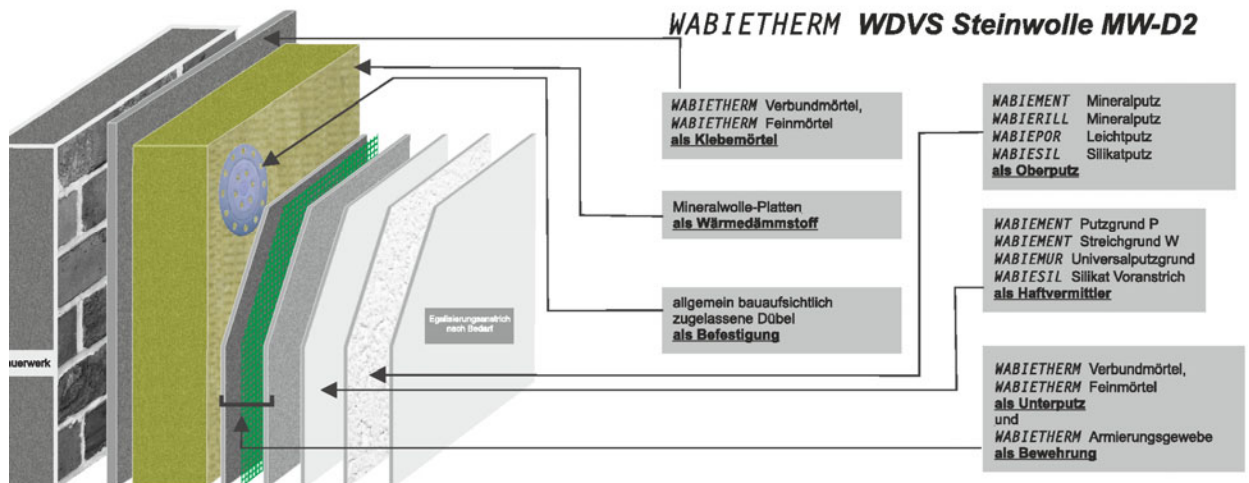 WABIETHERM WDVS Steinwolle MW-D2
WABIETHERM Verbundmörtel,
WABIETHERM Feinmörtel
als Klebemörtel
Mineralwolle-Platten
als Wärmedämmstoff
allgemein bauaufsichtlich
zugelassene Dübel
als Befestigung
WABIEMENT Mineralputz
WABIERILL Mineralputz
WABIEPOR Leichtputz
WABIESIL Silikatputz
als Oberputz
WABIEMENT Putzgrund P
WABIEMENT Streichgrund W
WABIEMUR Universalputzgrund
WABIESIL Silikat Voranstrich
als Haftvermittler
WABIETHERM Verbundmörtel,
WABIETHERM Feinmörtel
als Unterputz
und
WABIETHERM Armierungsgewebe
als Bewehrung
Egalisierungsanstrich
nach Bedarf
auerwerk